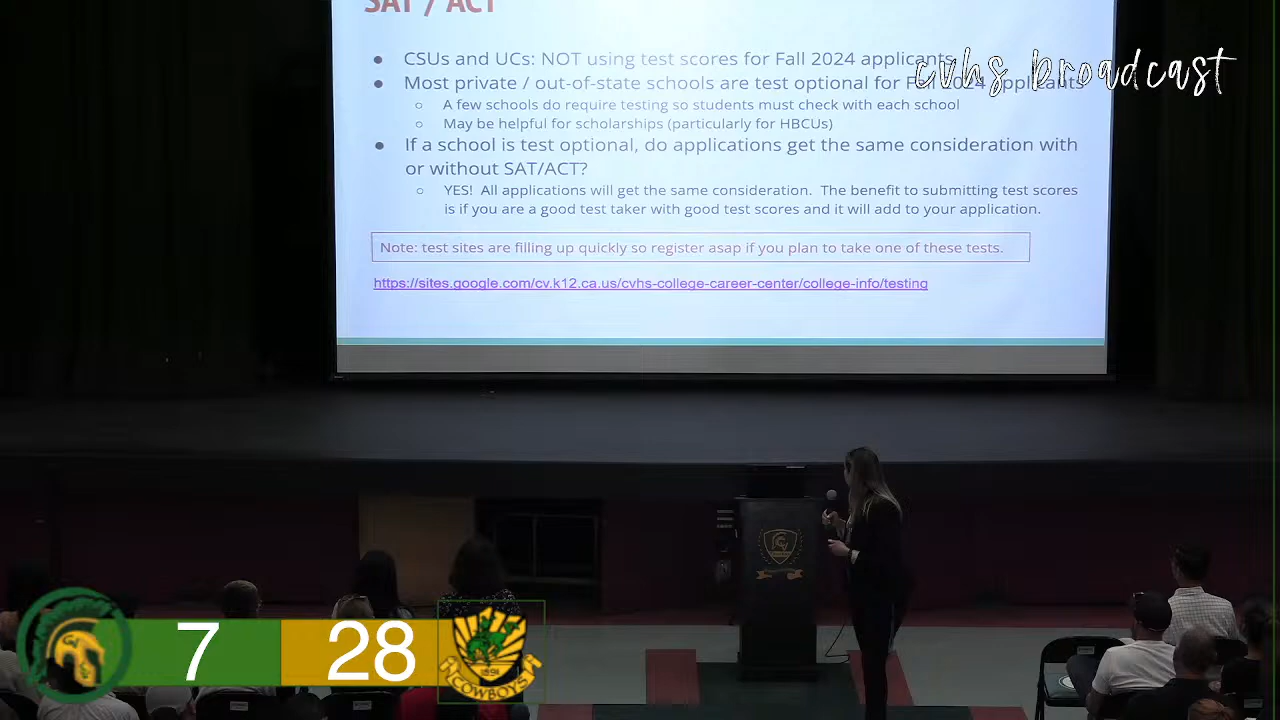 SAT / ACT
CSUs and UCs: NOT using test scores for Fall 2024 applicants
cvhs broadcast
Most private / out-of-state schools are test optional for Fall 2024 applicants
A few schools do require testing so students must check with each school
May be helpful for scholarships (particularly for HBCUs)
If a school is test optional, do applications get the same consideration with
or without SAT/ACT?
YES! All applications will get the same consideration. The benefit to submitting test scores
is if you are a good test taker with good test scores and it will add to your application.
Note: test sites are filling up quickly so register asap if you plan to take one of these tests.
https://sites.google.com/cv.k12.ca.us/cvhs-college-career-center/college-info/testing
7 28
1891
COWBOYS